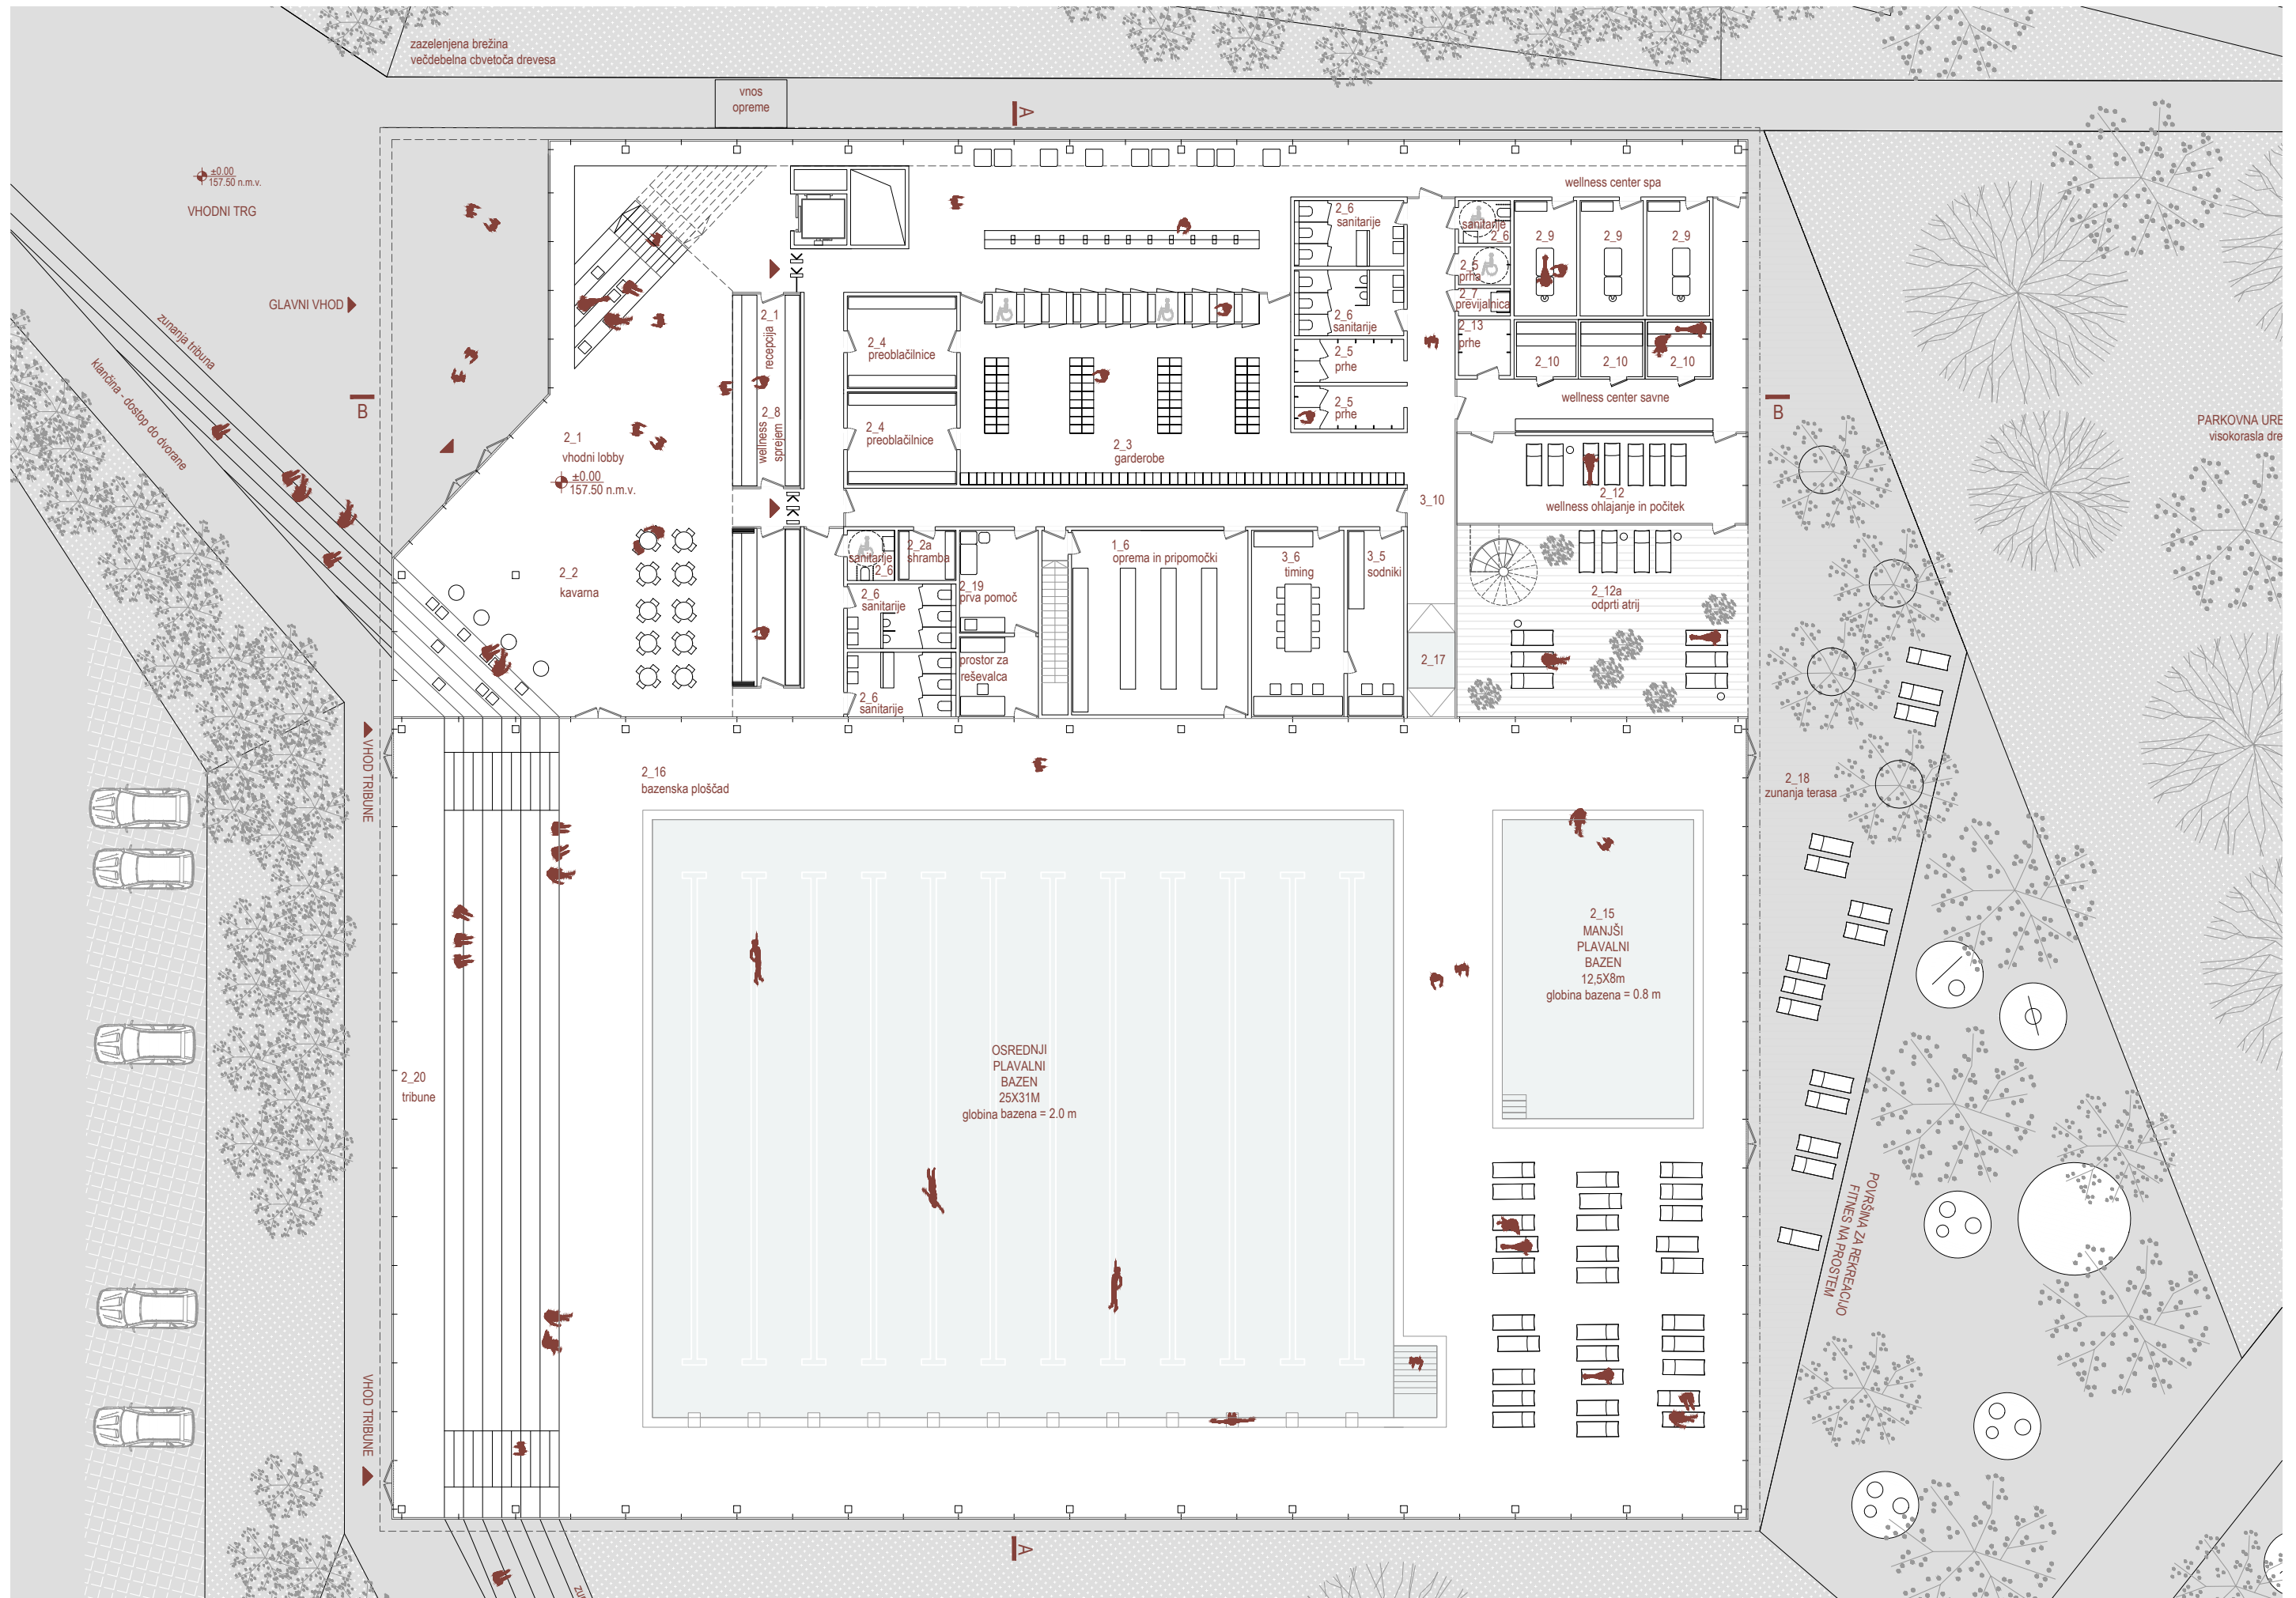 zazelenjena brežina
večdebelna cbvetoča drevesa
vnos
opreme
A
±0.00
157.50 n.m.v.
VHODNI TRG
GLAVNI VHOD
zunanja tribuna
klančina - dostop do dvorane
B
B
wellness center spa
2_6
sanitarije
sanitarije
2_6
2_9
2_9
2_9
2_5
prha
2_7
previjalnica
2_6
sanitarije
2_13
prhe
2_10
2_10
2_10
2_5
prhe
2_5
prhe
wellness center savne
2_1
recepcija
2_8
wellness
sprejem
2_4
preoblačilnice
2_4
preoblačilnice
2_3
garderobe
2_1
vhodni lobby
±0.00
157.50 n.m.v.
3_10
2_12
wellness ohlajanje in počitek
PARKOVNA URE
visokorasla dre
2_2
kavarna
sanitarije
2_6
2_2a
shramba
2_6
sanitarije
2_6
sanitarije
2_19
prva pomoč
prostor za
reševalca
1_6
oprema in pripomočki
3_6
timing
3_5
sodniki
2_17
2_12a
odprti atrij
VHOD TRIBUNE
2_16
bazenska ploščad
2_18
zunanja terasa
2_15
MANJŠI
PLAVALNI
BAZEN
12,5X8m
globina bazena = 0.8 m
OSREDNJI
PLAVALNI
BAZEN
25X31M
globina bazena = 2.0 m
2_20
tribune
POVRŠINA ZA REKREACIJO
FITNES NA PROSTEM
VHOD TRIBUNE
A